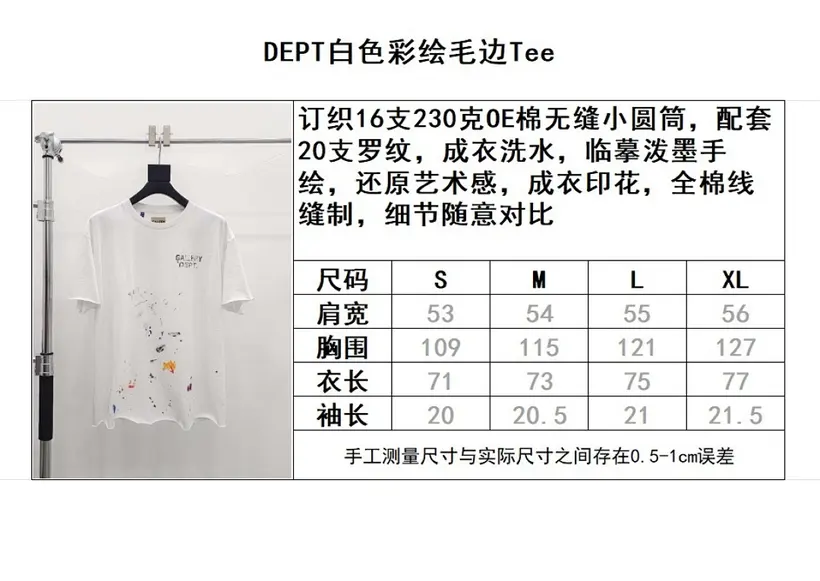 DEPT白色彩绘毛边Tee
订织16支230克OE棉无缝小圆筒，配套
20支罗纹，成衣洗水，临摹泼墨手
绘，还原艺术感，成衣印花，全棉线
缝制，细节随意对比
GALLERY
DEPT.
尺码 S M L XL
肩宽 53 54 55 56
胸围 109 115 121 127
衣长 71 73 75 77
袖长 20 20.5 21 21.5
手工测量尺寸与实际尺寸之间存在0.5-1cm误差